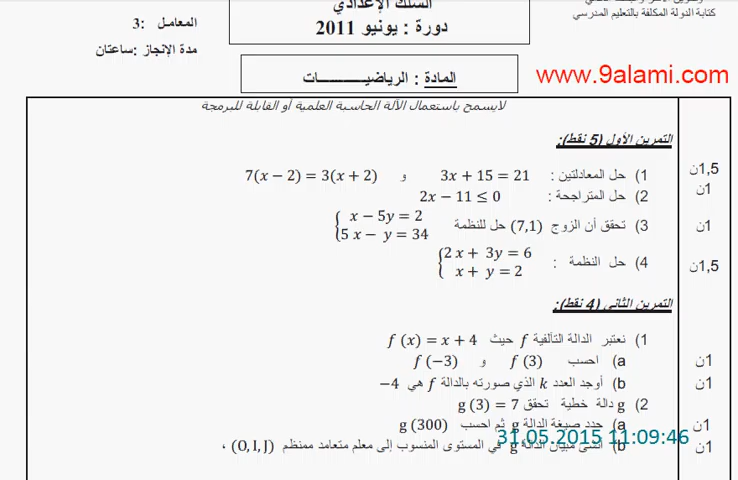 السلك الإعدادي
كتابة الدولة المكلفة بالتعليم المدرسي
المعامل :3
دورة : يونيو 2011
مدة الإنجاز :ساعتان
المادة : الرياضيـــــــــات
www.9alami.com
لايسمح باستعمال الآلة الحاسبة العلمية أو القابلة للبرمجة
التمرين الأول (5 نقط):
1) حل المعادلتين : 3x + 15 = 21 و 7(x − 2) = 3(x + 2) 1,5ن
2) حل المتراجحة: 2x − 11 ≤ 0 1ن
3) تحقق أن الزوج (7,1) حل للنظمة { x − 5y = 2 1ن
5 x − y = 34
4) حل النظمة : { 2 x + 3y = 6 1,5ن
x + y = 2
التمرين الثاني (4 نقط):
1) نعتبر الدالة التآلفية f حيث f (x) = x + 4
a) احسب f (3) و f(−3) 1ن
b) أوجد العدد k الذي صورته بالدالة f هي −4 1ن
2) g دالة خطية تحقق g (3) = 7
a) حدد صيغة الدالة g ثم احسب g (300) 1ن
31.05.2015 11:09:46
b) أنشئ مبيان الدالة g في المستوى المنسوب إلى معلم متعامد ممنظم (O, I, J) ، 1ن